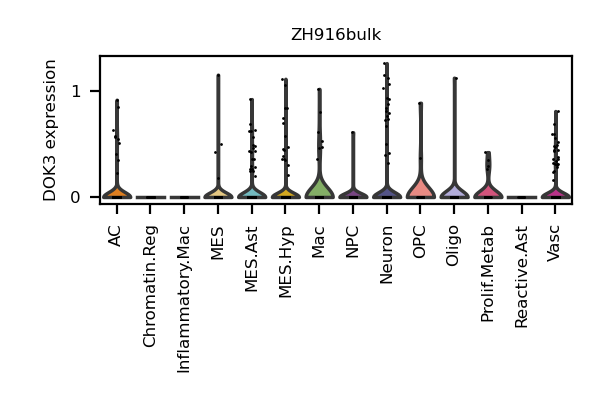 ZH916bulk
DOK3 expression
1
0
AC
Chromatin.Reg
Inflammatory.Mac
MES
MES.Ast
MES.Hyp
Mac
NPC
Neuron
OPC
Oligo
Prolif.Metab
Reactive.Ast
Vasc